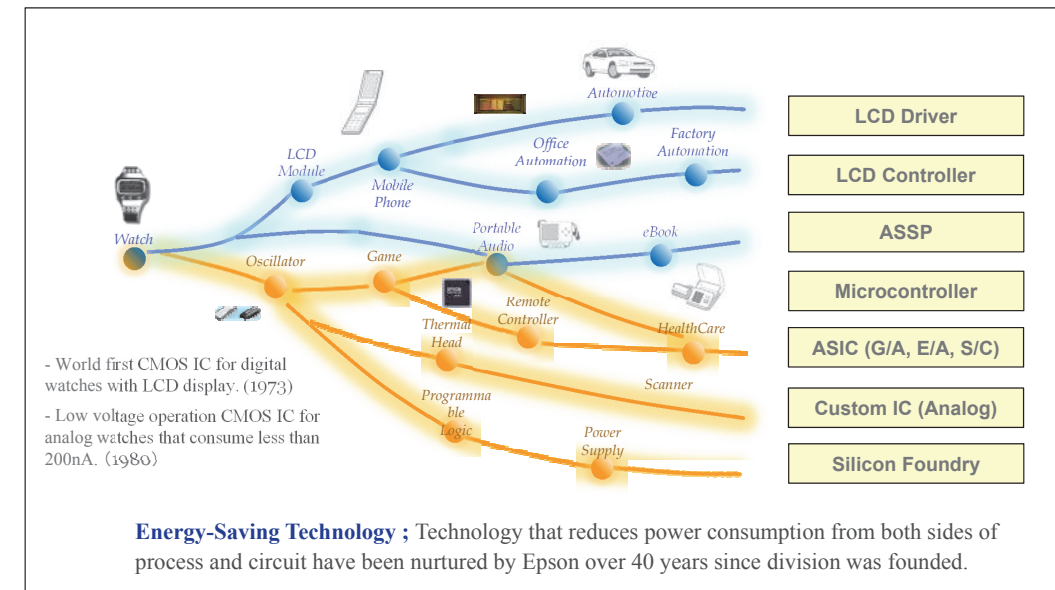 Automotive
LCD
Module
Office
Automation
Factory
Automation
Mobile
Phone
Watch
Portable
Audio
eBook
Oscillator
Game
EPSON
Thermal
Head
Remote
Controller
HealthCare
Scanner
Programma
ble
Logic
Power
Supply
- World first CMOS IC for digital
watches with LCD display. (1973)
- Low voltage operation CMOS IC for
analog watches that consume less than
200nA. (1980)
LCD Driver
LCD Controller
ASSP
Microcontroller
ASIC (G/A, E/A, S/C)
Custom IC (Analog)
Silicon Foundry
Energy-Saving Technology ; Technology that reduces power consumption from both sides of
process and circuit have been nurtured by Epson over 40 years since division was founded.